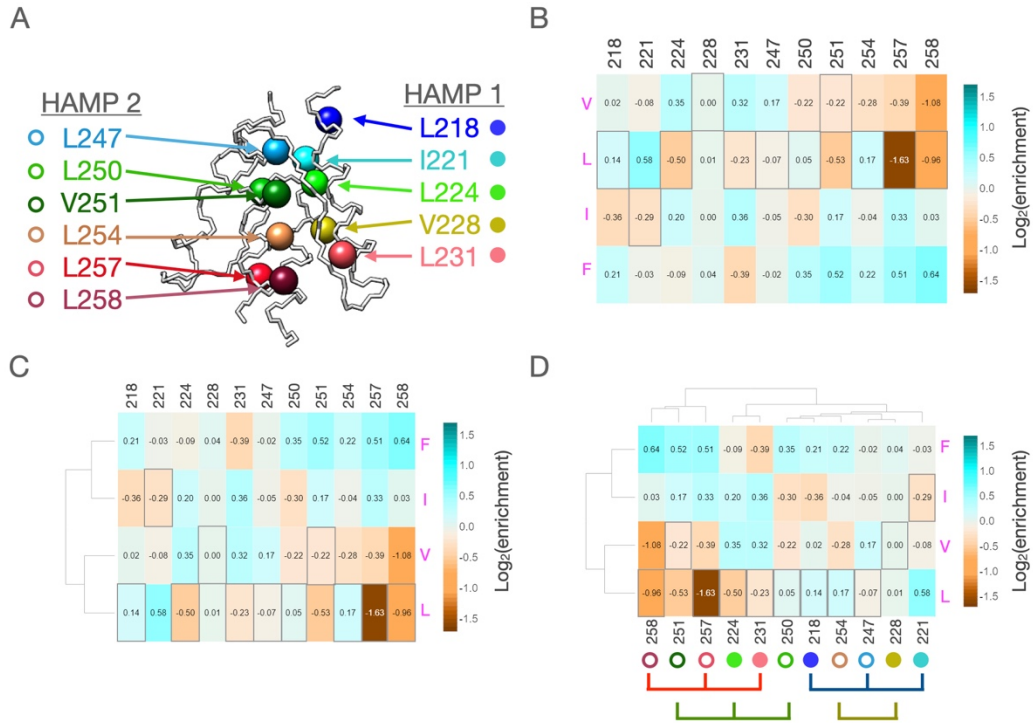 A
HAMP 2
L247
L250
V251
L254
L257
L258
HAMP 1
L218
I221
L224
V228
L231
B
218 221 224 228 231 247 250 251 254 257 258
V 0.02 -0.08 0.35 0.00 0.32 0.17 -0.22 -0.22 -0.28 -0.39 -1.08
L 0.14 0.58 -0.50 0.01 -0.23 -0.07 0.05 -0.53 0.17 -1.63 -0.96
I -0.36 -0.29 0.20 0.00 0.36 -0.05 -0.30 0.17 -0.04 0.33 0.03
F 0.21 -0.03 -0.09 0.04 -0.39 -0.02 0.35 0.52 0.22 0.51 0.64
1.5
1.0
0.5
0.0
-0.5
-1.0
-1.5
Log2(enrichment)
C
218 221 224 228 231 247 250 251 254 257 258
0.21 -0.03 -0.09 0.04 -0.39 -0.02 0.35 0.52 0.22 0.51 0.64 F
-0.36 -0.29 0.20 0.00 0.36 -0.05 -0.30 0.17 -0.04 0.33 0.03 I
0.02 -0.08 0.35 0.00 0.32 0.17 -0.22 -0.22 -0.28 -0.39 -1.08 V
0.14 0.58 -0.50 0.01 -0.23 -0.07 0.05 -0.53 0.17 -1.63 -0.96 L
1.5
1.0
0.5
0.0
-0.5
-1.0
-1.5
Log2(enrichment)
D
0.64 0.52 0.51 -0.09 -0.39 0.35 0.21 0.22 -0.02 0.04 -0.03 F
0.03 0.17 0.33 0.20 0.36 -0.30 -0.36 -0.04 -0.05 0.00 -0.29 I
-1.08 -0.22 -0.39 0.35 0.32 -0.22 0.02 -0.28 0.17 0.00 -0.08 V
-0.96 -0.53 -1.63 -0.50 -0.23 0.05 0.14 0.17 -0.07 0.01 0.58 L
258 251 257 224 231 250 218 254 247 228 221
1.5
1.0
0.5
0.0
-0.5
-1.0
-1.5
Log2(enrichment)